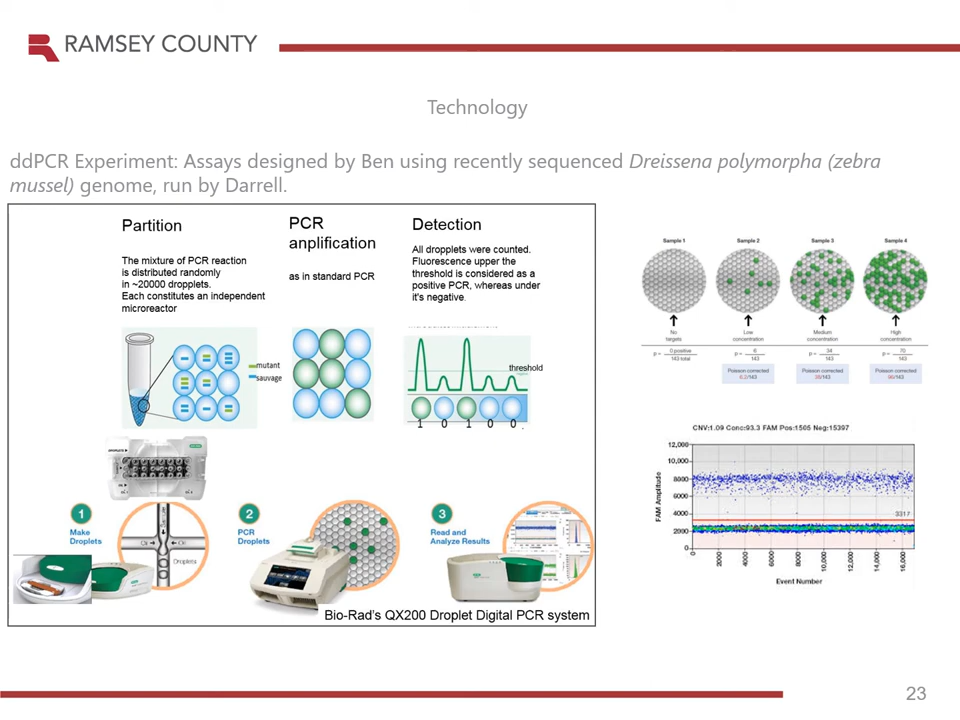 RAMSEY COUNTY
Technology
ddPCR Experiment: Assays designed by Ben using recently sequenced Dreissena polymorpha (zebra
mussel) genome, run by Darrell.
Partition
The mixture of PCR reaction
is distributed randomly
in ~20000 dropplets.
Each constitutes an independent
microreactor
mutant
sauvage
PCR
anplification
as in standard PCR
Detection
All dropplets were counted.
Fluorescence upper the
threshold is considered as a
positive PCR, whereas under
it's negative.
threshold
1 0 1 0 0
1
Make
Droplets
Oil
Oil
Droplets
2
PCR
Droplets
3
Read and
Analyze Results
Bio-Rad's QX200 Droplet Digital PCR system
Sample 1
Sample 2
Sample 3
Sample 4
No
targets
Low
concentration
Medium
concentration
High
concentration
p = 0 positive
143 total
p = 6
143
p = 34
143
p = 70
143
Poisson corrected
6.2/143
Poisson corrected
38/143
Poisson corrected
96/143
CNV:1.09 Conc:93.3 FAM Pos:1505 Neg:15397
FAM Amplitude
12,000
10,000
8000
6000
4000
2000
0
3317
0
2000
4000
6000
8000
10,000
12,000
14,000
16,000
Event Number
23